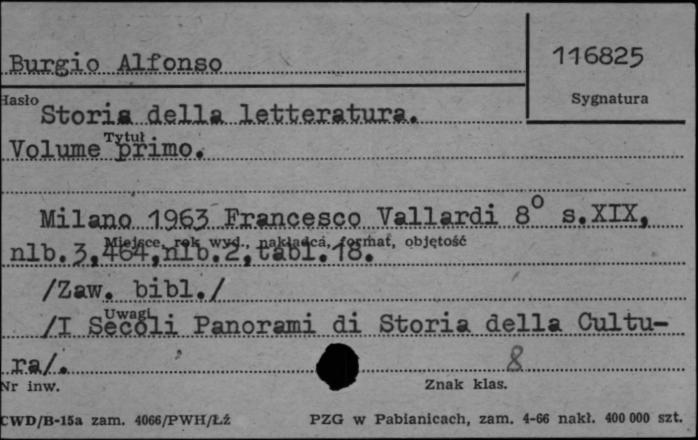 Burgio Alfonso
116825
Hasło
Sygnatura
Storia della letteratura.
Tytuł
Volume primo.
Milano 1963 Francesco Vallardi 8° s.XIX,
Miejsce, rok wyd., nakładca, format, objętość
nlb.3,464,nlb.2,tabl.18.
/Zaw. bibl./
Uwagi
/I Secoli Panorami di Storia della Cultu-
ra/.
8
Nr inw.
Znak klas.
CWD/B-15a zam. 4066/PWH/Łź
PZG w Pabianicach, zam. 4-66 nakł. 400 000 szt.